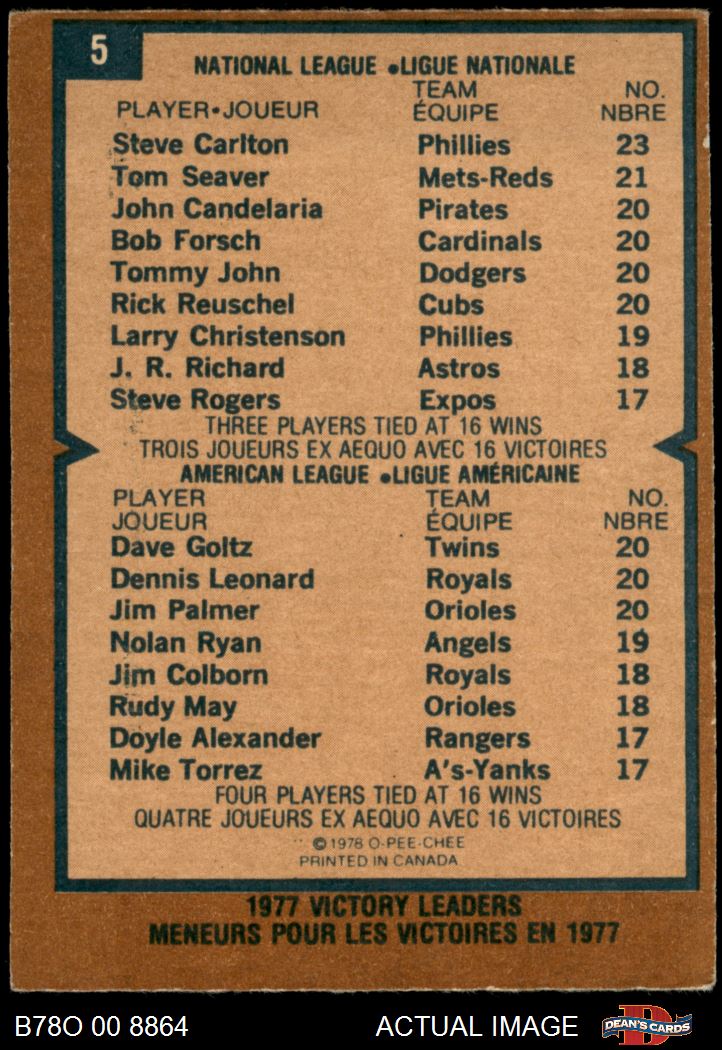 5
NATIONAL LEAGUE •LIGUE NATIONALE
PLAYER•JOUEUR TEAM ÉQUIPE NO. NBRE
Steve Carlton Phillies 23
Tom Seaver Mets-Reds 21
John Candelaria Pirates 20
Bob Forsch Cardinals 20
Tommy John Dodgers 20
Rick Reuschel Cubs 20
Larry Christenson Phillies 19
J. R. Richard Astros 18
Steve Rogers Expos 17
THREE PLAYERS TIED AT 16 WINS
TROIS JOUEURS EX AEQUO AVEC 16 VICTOIRES
AMERICAN LEAGUE •LIGUE AMÉRICAINE
PLAYER TEAM NO.
JOUEUR ÉQUIPE NBRE
Dave Goltz Twins 20
Dennis Leonard Royals 20
Jim Palmer Orioles 20
Nolan Ryan Angels 19
Jim Colborn Royals 18
Rudy May Orioles 18
Doyle Alexander Rangers 17
Mike Torrez A's-Yanks 17
FOUR PLAYERS TIED AT 16 WINS
QUATRE JOUEURS EX AEQUO AVEC 16 VICTOIRES
©1978 O-PEE-CHEE
PRINTED IN CANADA
1977 VICTORY LEADERS
MENEURS POUR LES VICTOIRES EN 1977
B78O 00 8864 ACTUAL IMAGE DEAN'S CARDS